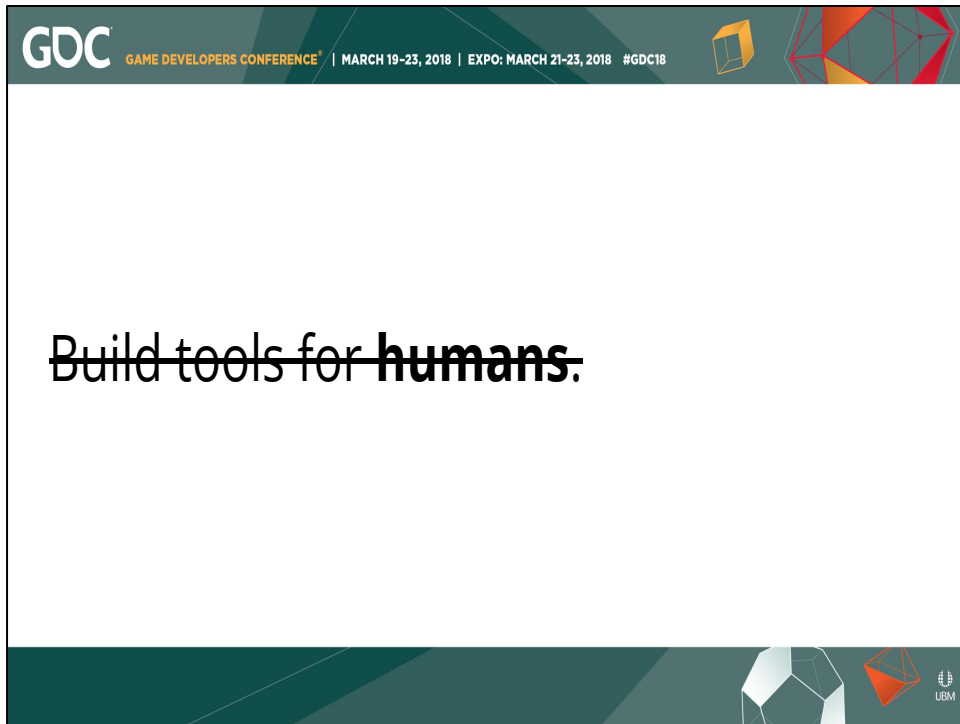 GDC GAME DEVELOPERS CONFERENCE® | MARCH 19-23, 2018 | EXPO: MARCH 21-23, 2018 #GDC18
Build tools for humans.
UBM